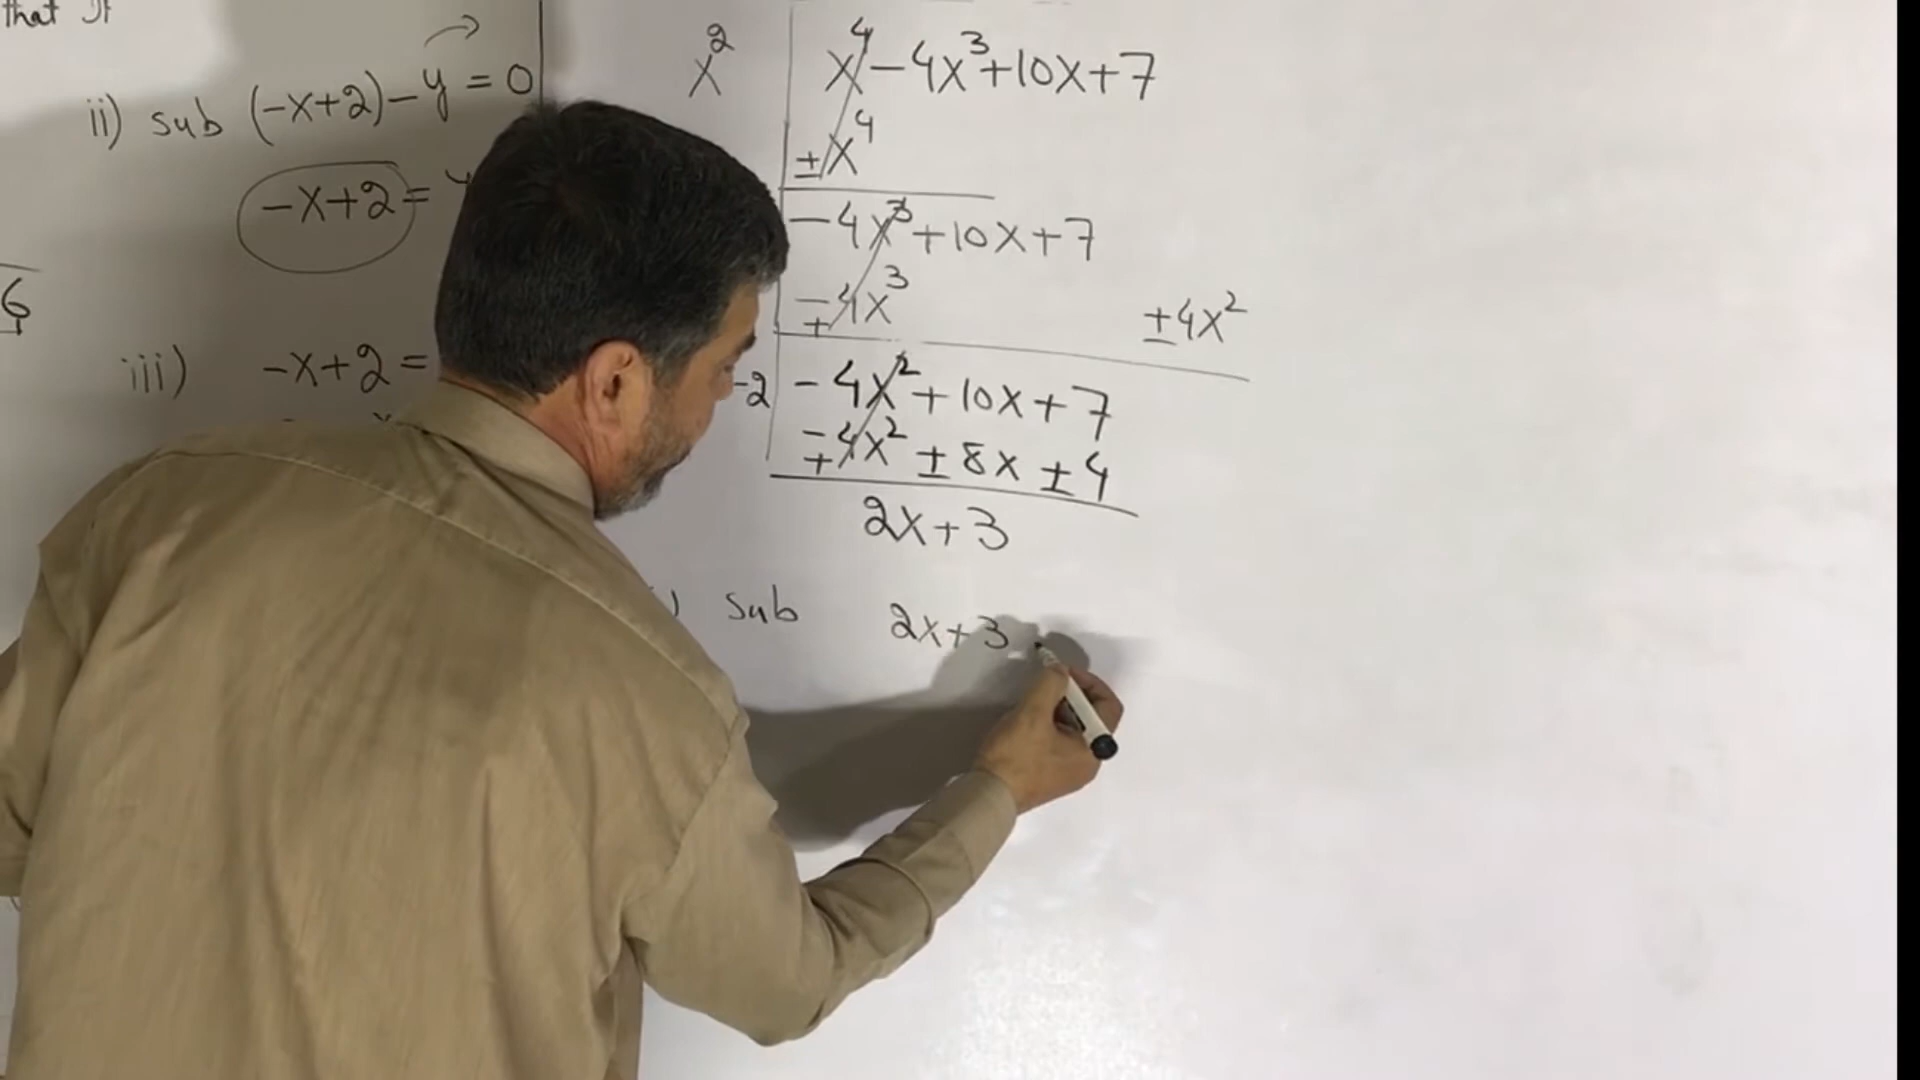 that If
ii) sub (-x+2)-y=0
-x+2=
6
iii) -x+2=
x²
x⁴-4x³+10x+7
±x⁴
-4x³+10x+7
∓4x³ ±4x²
-2
-4x²+10x+7
∓4x² ±8x ±4
2x+3
sub 2x+3